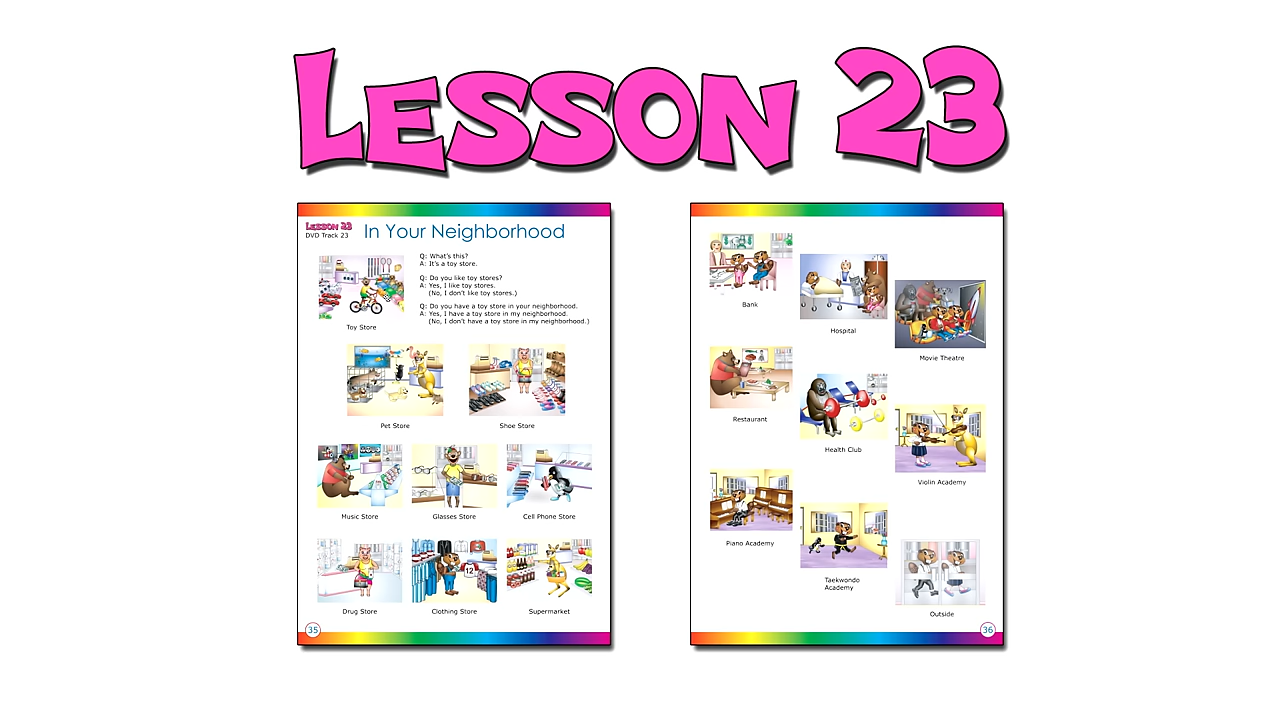 LESSON 23
LESSON 23
DVD Track 23
In Your Neighborhood
Q: What's this?
A: It's a toy store.
Q: Do you like toy stores?
A: Yes, I like toy stores.
(No, I don't like toy stores.)
Q: Do you have a toy store in your neighborhood.
A: Yes, I have a toy store in my neighborhood.
(No, I don't have a toy store in my neighborhood.)
Toy Store
Pet Store
Shoe Store
Music Store
Glasses Store
Cell Phone Store
12
Drug Store
Clothing Store
Supermarket
35
Bank
Hospital
Movie Theatre
Restaurant
Health Club
Violin Academy
Piano Academy
Taekwondo
Academy
Outside
36